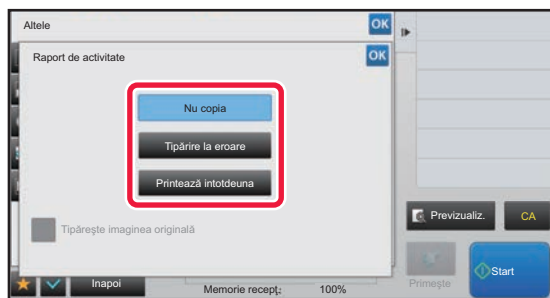 Altele
OK
Raport de activitate
OK
Nu copia
Tipărire la eroare
Printează intotdeuna
Tipăreşte imaginea originală
Previzualiz.
CA
Inapoi
Memorie recepţ:
100%
Primeşte
Start